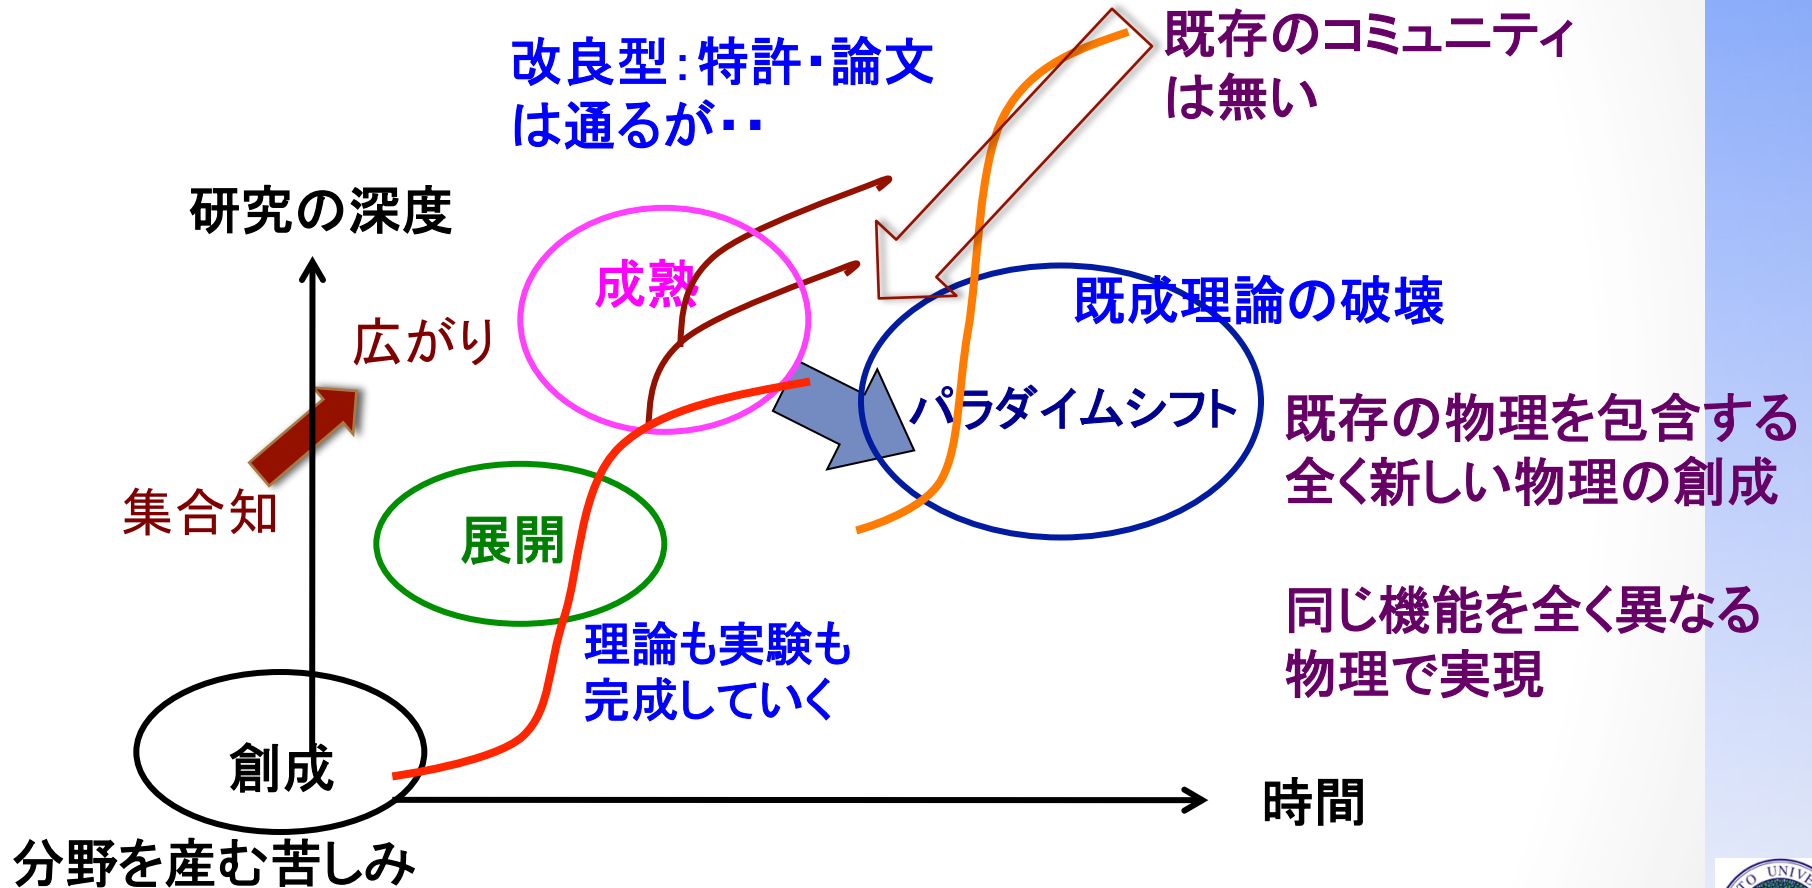 既存のコミュニティ
は無い
改良型：特許・論文
は通るが・・
研究の深度
成熟
広がり
既成理論の破壊
パラダイムシフト
既存の物理を包含する
全く新しい物理の創成
集合知
展開
同じ機能を全く異なる
物理で実現
理論も実験も
完成していく
創成
時間
分野を産む苦しみ